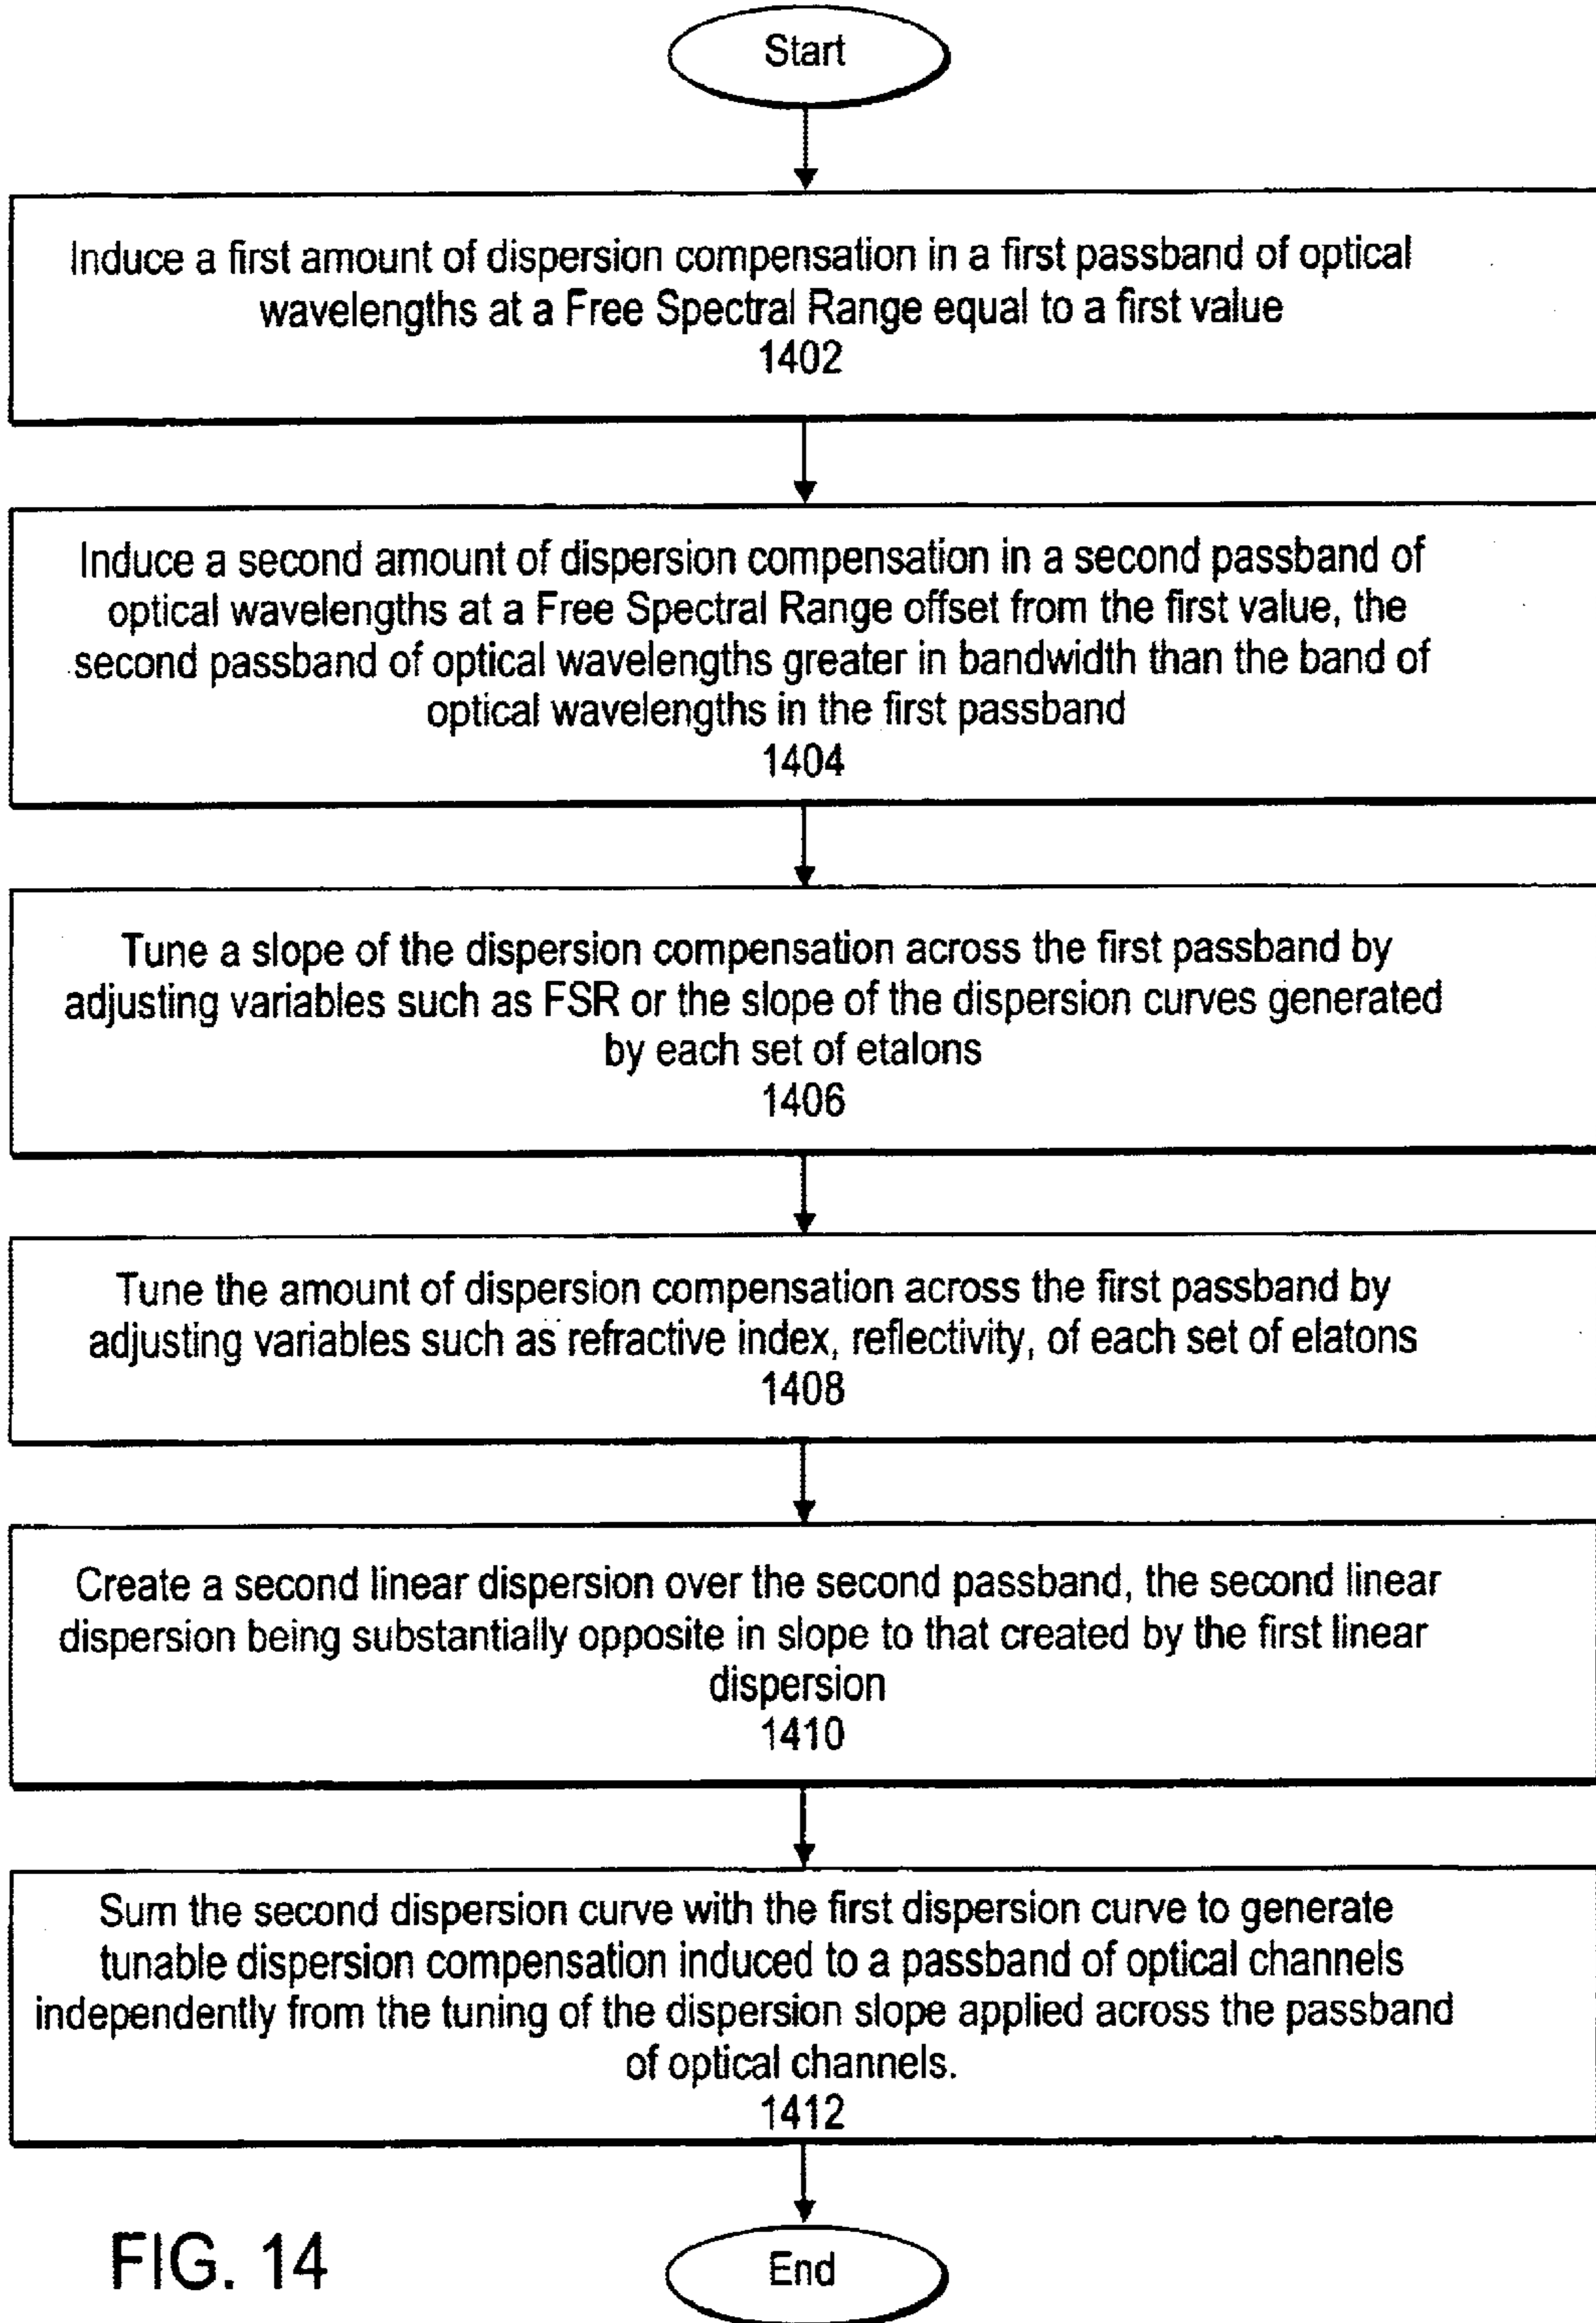 Start
Induce a first amount of dispersion compensation in a first passband of optical
wavelengths at a Free Spectral Range equal to a first value
1402
Induce a second amount of dispersion compensation in a second passband of
optical wavelengths at a Free Spectral Range offset from the first value, the
second passband of optical wavelengths greater in bandwidth than the band of
optical wavelengths in the first passband
1404
Tune a slope of the dispersion compensation across the first passband by
adjusting variables such as FSR or the slope of the dispersion curves generated
by each set of etalons
1406
Tune the amount of dispersion compensation across the first passband by
adjusting variables such as refractive index, reflectivity, of each set of elatons
1408
Create a second linear dispersion over the second passband, the second linear
dispersion being substantially opposite in slope to that created by the first linear
dispersion
1410
Sum the second dispersion curve with the first dispersion curve to generate
tunable dispersion compensation induced to a passband of optical channels
independently from the tuning of the dispersion slope applied across the passband
of optical channels.
1412
FIG. 14
End